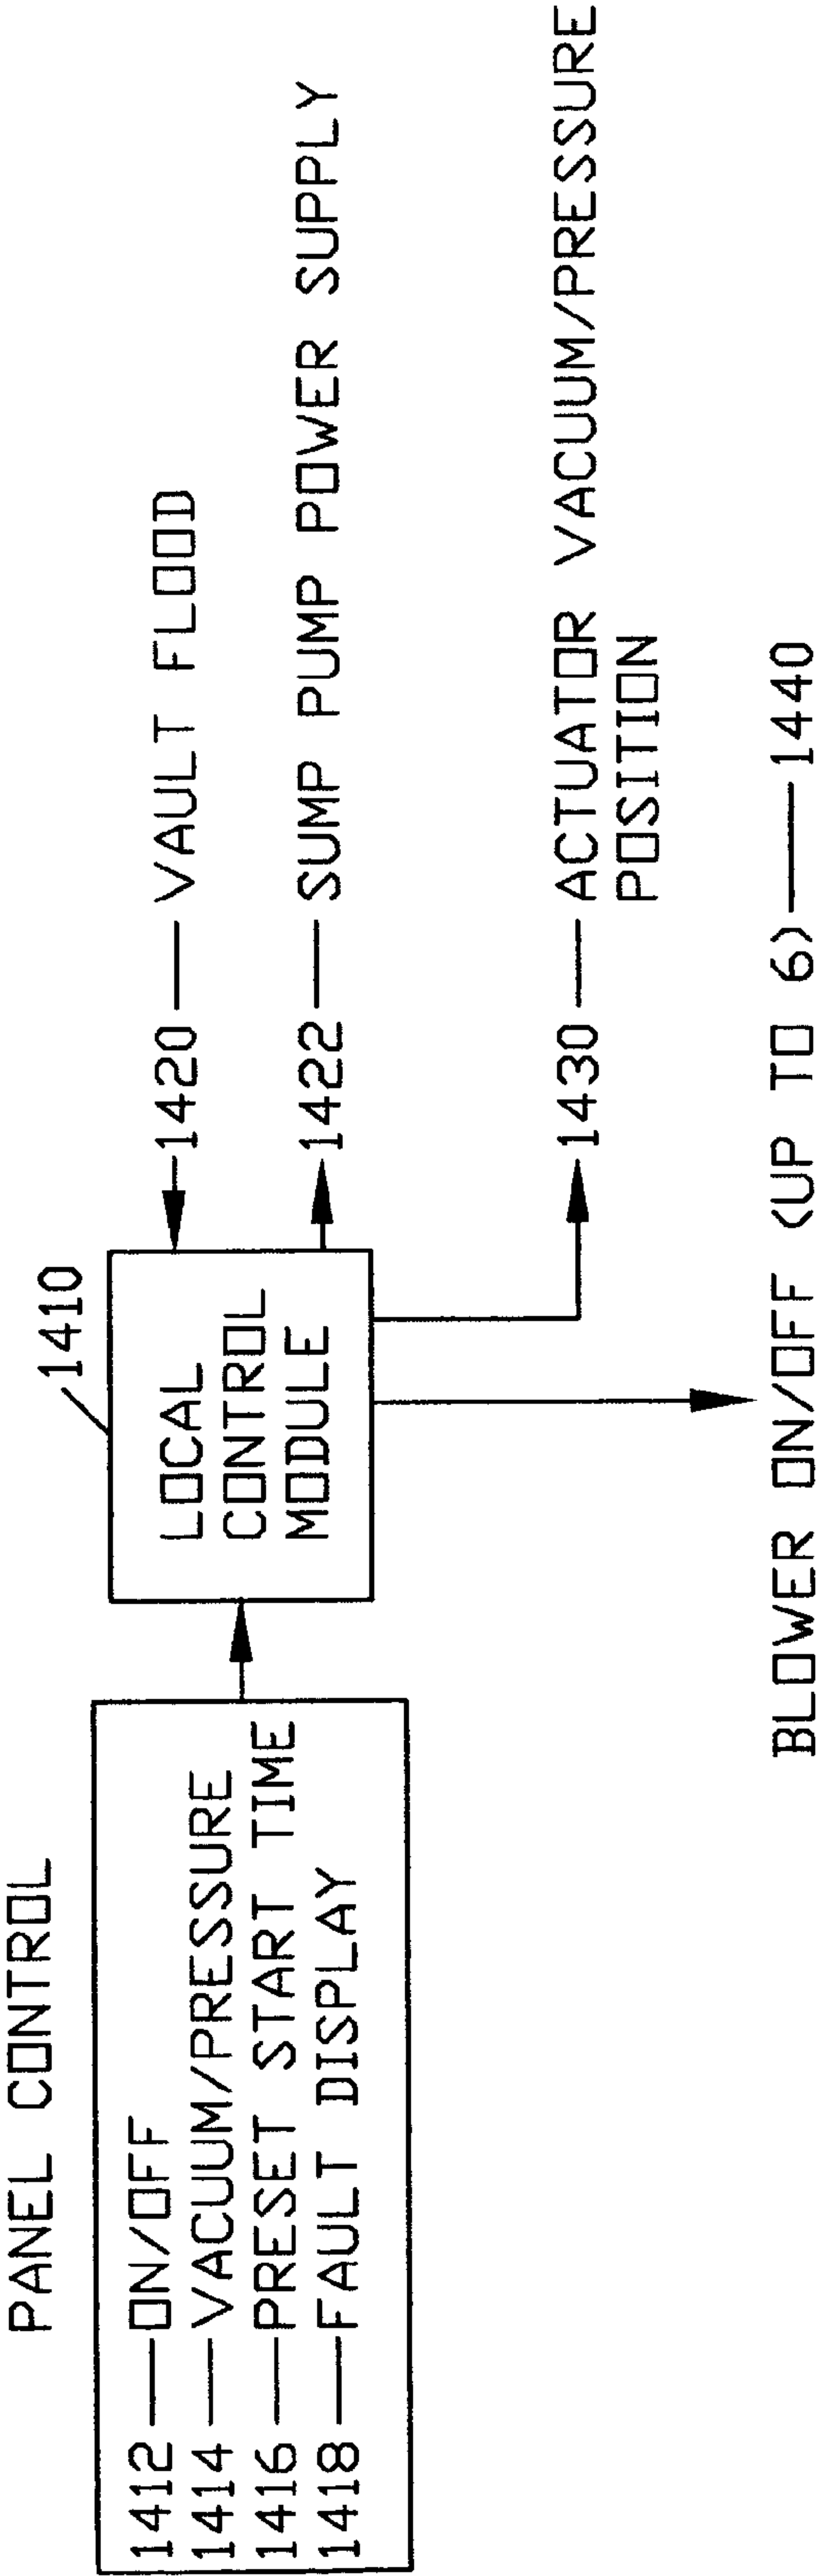 PANEL CONTROL
1412 ON/OFF
1414 VACUUM/PRESSURE
1416 PRESET START TIME
1418 FAULT DISPLAY
1410
LOCAL
CONTROL
MODULE
1420 VAULT FLOOD
1422 SUMP PUMP POWER SUPPLY
1430 ACTUATOR VACUUM/PRESSURE
POSITION
BLOWER ON/OFF (UP TO 6) 1440